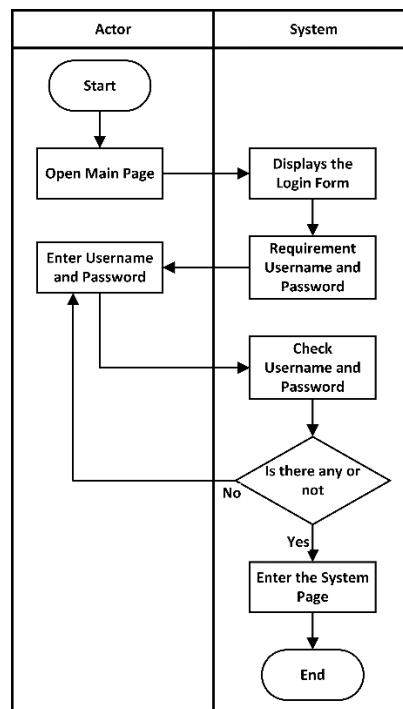 Actor
System
Start
Open Main Page
Displays the
Login Form
Enter Username
and Password
Requirement
Username and
Password
Check
Username and
Password
Is there any or
not
No
Yes
Enter the System
Page
End